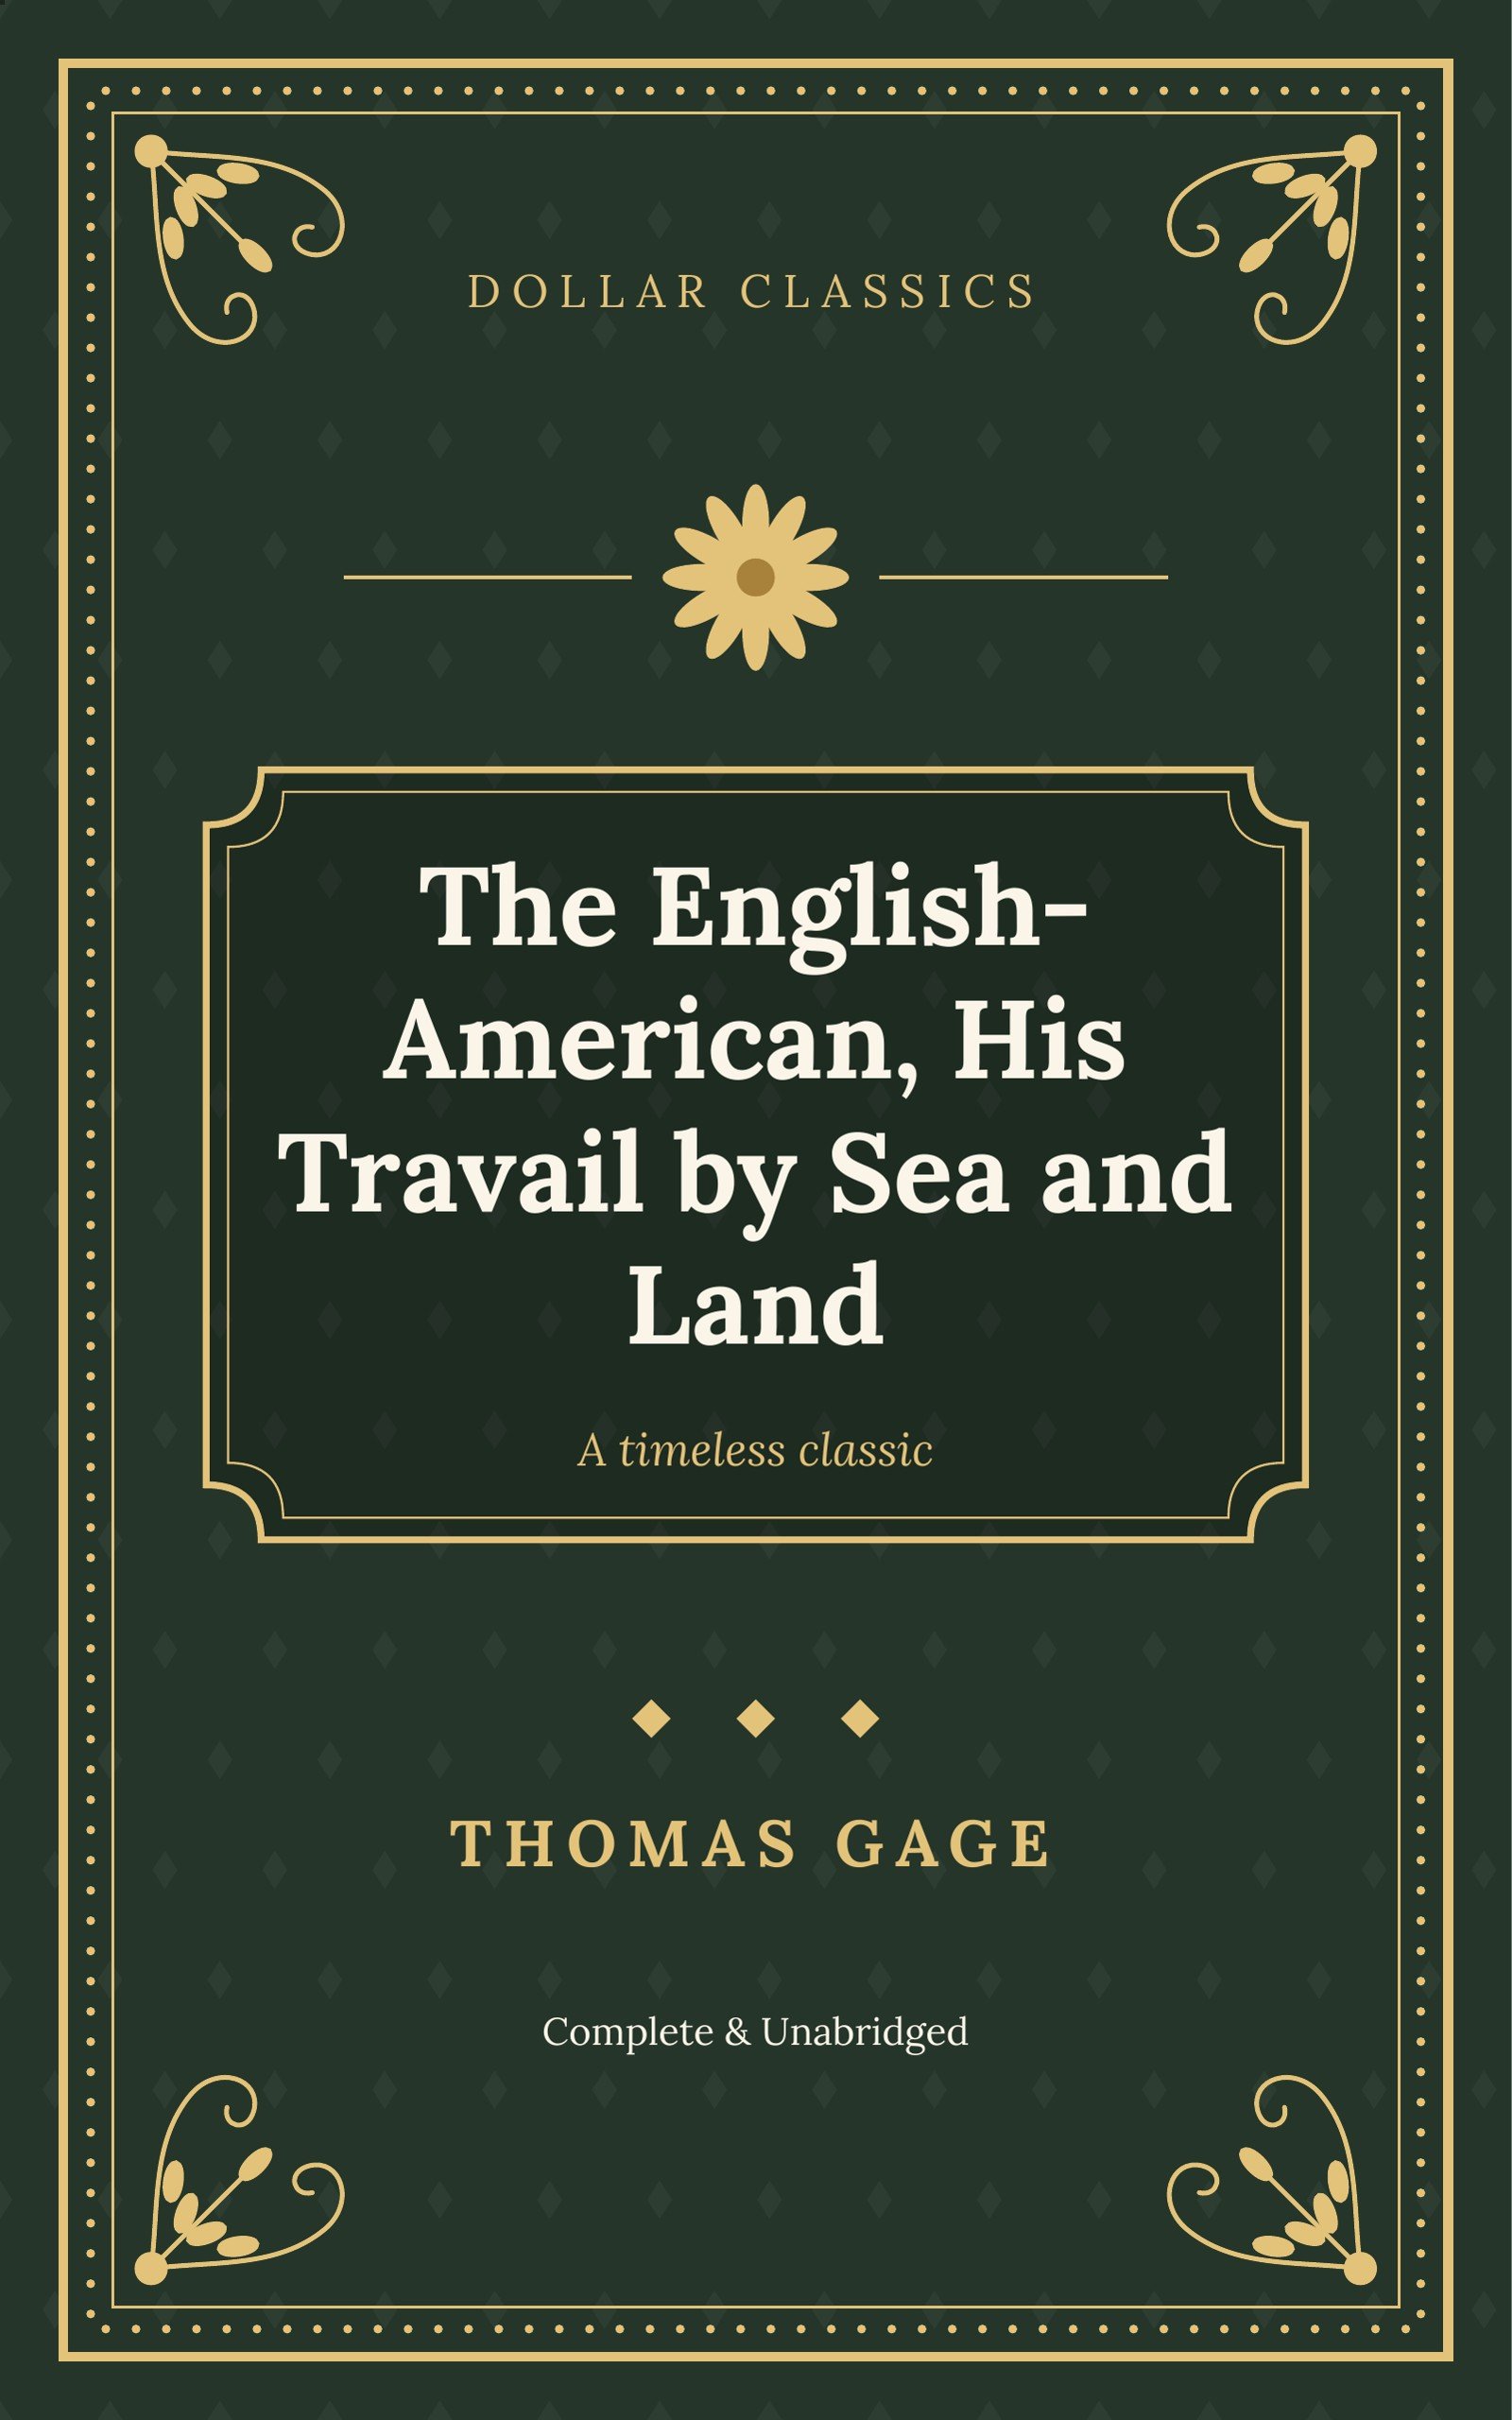 DOLLAR CLASSICS
The English-
American, His
Travail by Sea and
Land
A timeless classic
THOMAS GAGE
Complete & Unabridged